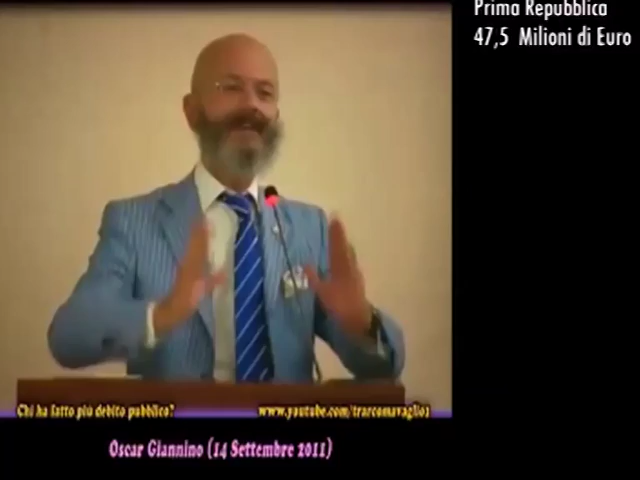 Prima Repubblica
47,5 Milioni di Euro
Chi ha fatto più debito pubblico?
www.youtube.com/trarcomavaglio1
Oscar Giannino (14 Settembre 2011)